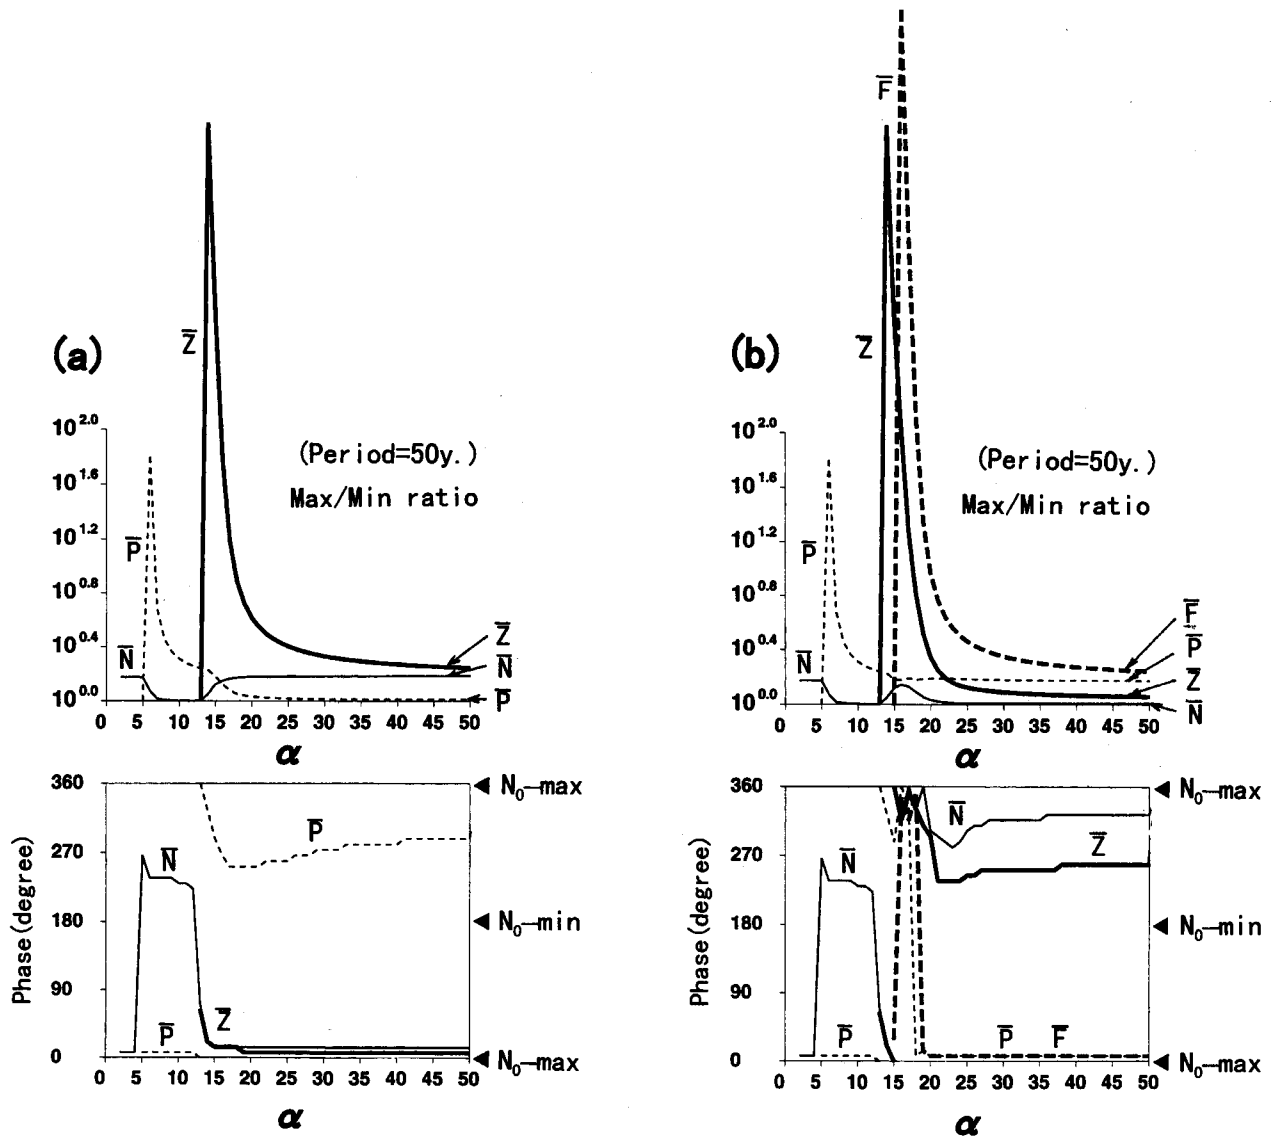 (a)
Z̅
10^2.0
10^1.6
10^1.2
10^0.8
10^0.4
10^0.0
(Period=50y.)
Max/Min ratio
P̅
N̅
Z̅
N̅
P̅
0 5 10 15 20 25 30 35 40 45 50
α
Phase(degree)
360
270
180
90
0
N̅
P̅
P̅
Z̅
N₀-max
N₀-min
N₀-max
0 5 10 15 20 25 30 35 40 45 50
α
(b)
F̅
Z̅
10^2.0
10^1.6
10^1.2
10^0.8
10^0.4
10^0.0
(Period=50y.)
Max/Min ratio
P̅
N̅
F̅
P̅
Z̅
N̅
0 5 10 15 20 25 30 35 40 45 50
α
Phase(degree)
360
270
180
90
0
N̅
P̅
N̅
Z̅
P̅ F̅
N₀-max
N₀-min
N₀-max
0 5 10 15 20 25 30 35 40 45 50
α